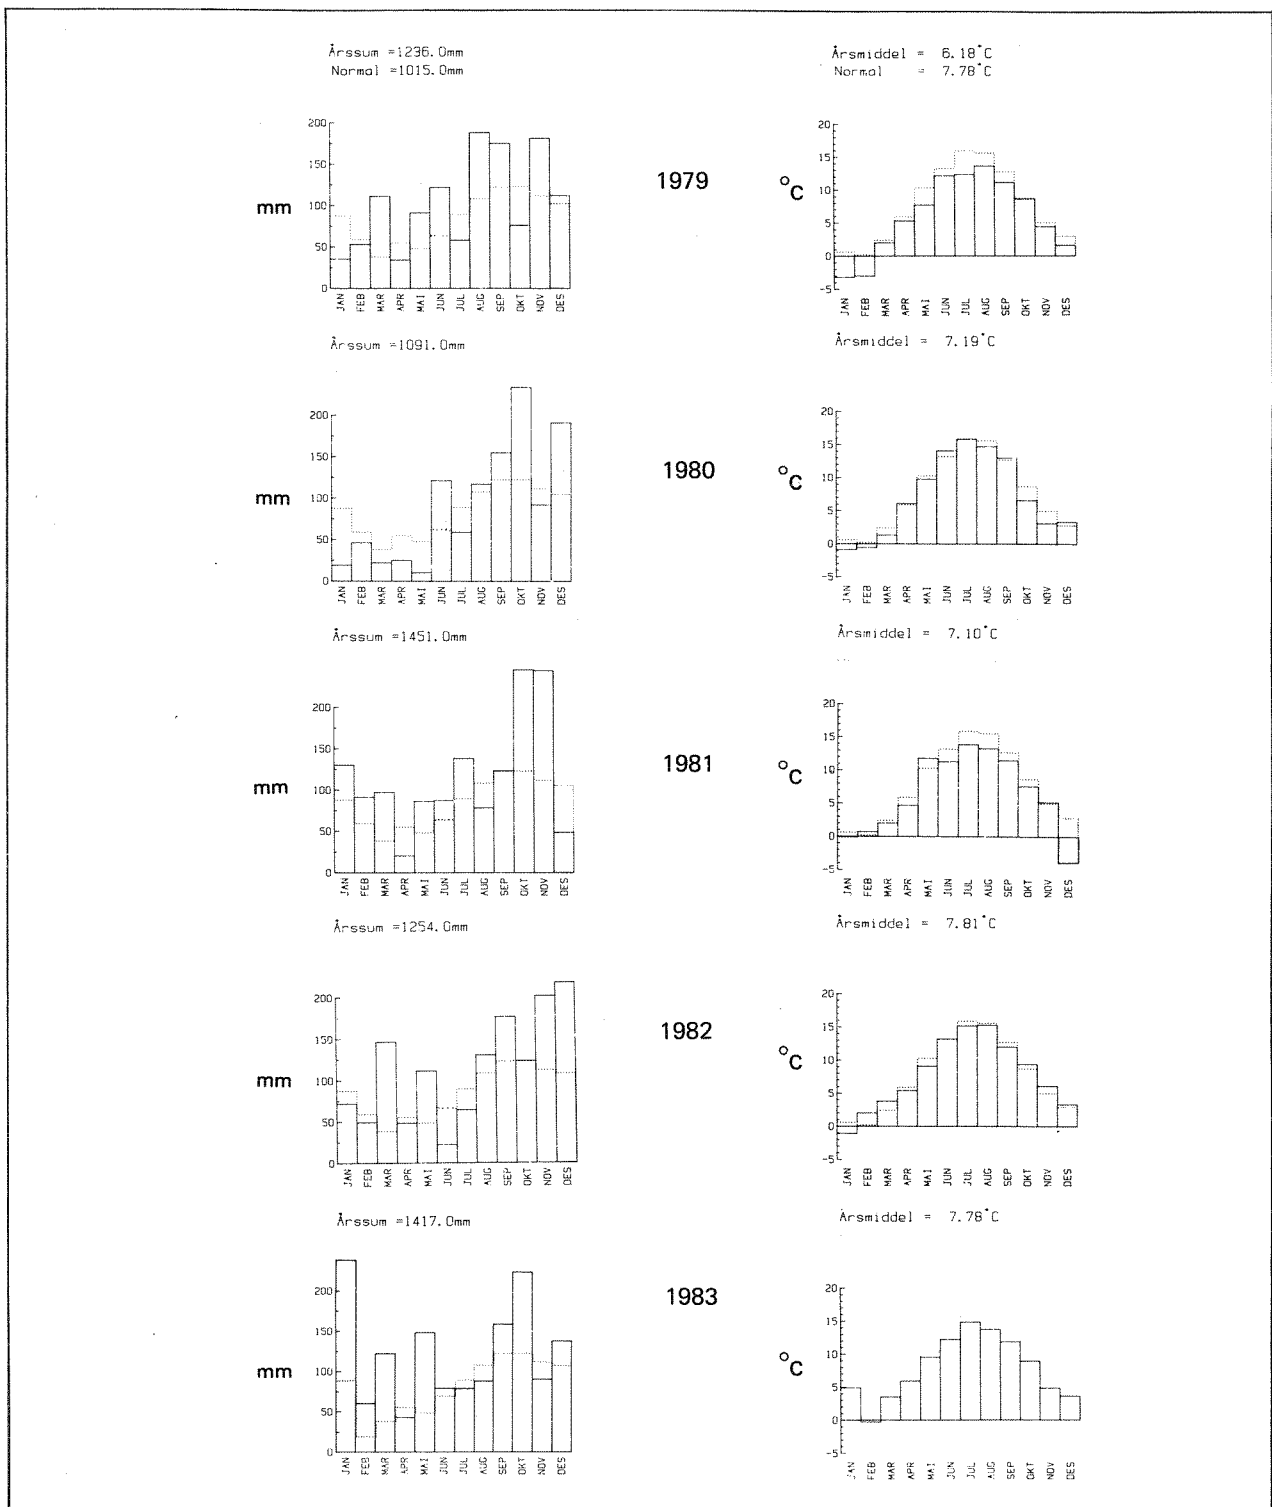 Årssum =1236.0mm
Normal =1015.0mm
Årsmiddel = 6.18°C
Normal = 7.78°C
200
150
100
50
0
mm
JAN FEB MAR APR MAI JUN JUL AUG SEP OKT NOV DES
1979
20
15
10
5
0
-5
°C
JAN FEB MAR APR MAI JUN JUL AUG SEP OKT NOV DES
Årssum =1091.0mm
Årsmiddel = 7.19°C
200
150
100
50
0
mm
JAN FEB MAR APR MAI JUN JUL AUG SEP OKT NOV DES
1980
20
15
10
5
0
-5
°C
JAN FEB MAR APR MAI JUN JUL AUG SEP OKT NOV DES
Årssum =1451.0mm
Årsmiddel = 7.10°C
200
150
100
50
0
mm
JAN FEB MAR APR MAI JUN JUL AUG SEP OKT NOV DES
1981
20
15
10
5
0
-5
°C
JAN FEB MAR APR MAI JUN JUL AUG SEP OKT NOV DES
Årssum =1254.0mm
Årsmiddel = 7.81°C
200
150
100
50
0
mm
JAN FEB MAR APR MAI JUN JUL AUG SEP OKT NOV DES
1982
20
15
10
5
0
-5
°C
JAN FEB MAR APR MAI JUN JUL AUG SEP OKT NOV DES
Årssum =1417.0mm
Årsmiddel = 7.78°C
200
150
100
50
0
mm
JAN FEB MAR APR MAI JUN JUL AUG SEP OKT NOV DES
1983
20
15
10
5
0
-5
°C
JAN FEB MAR APR MAI JUN JUL AUG SEP OKT NOV DES